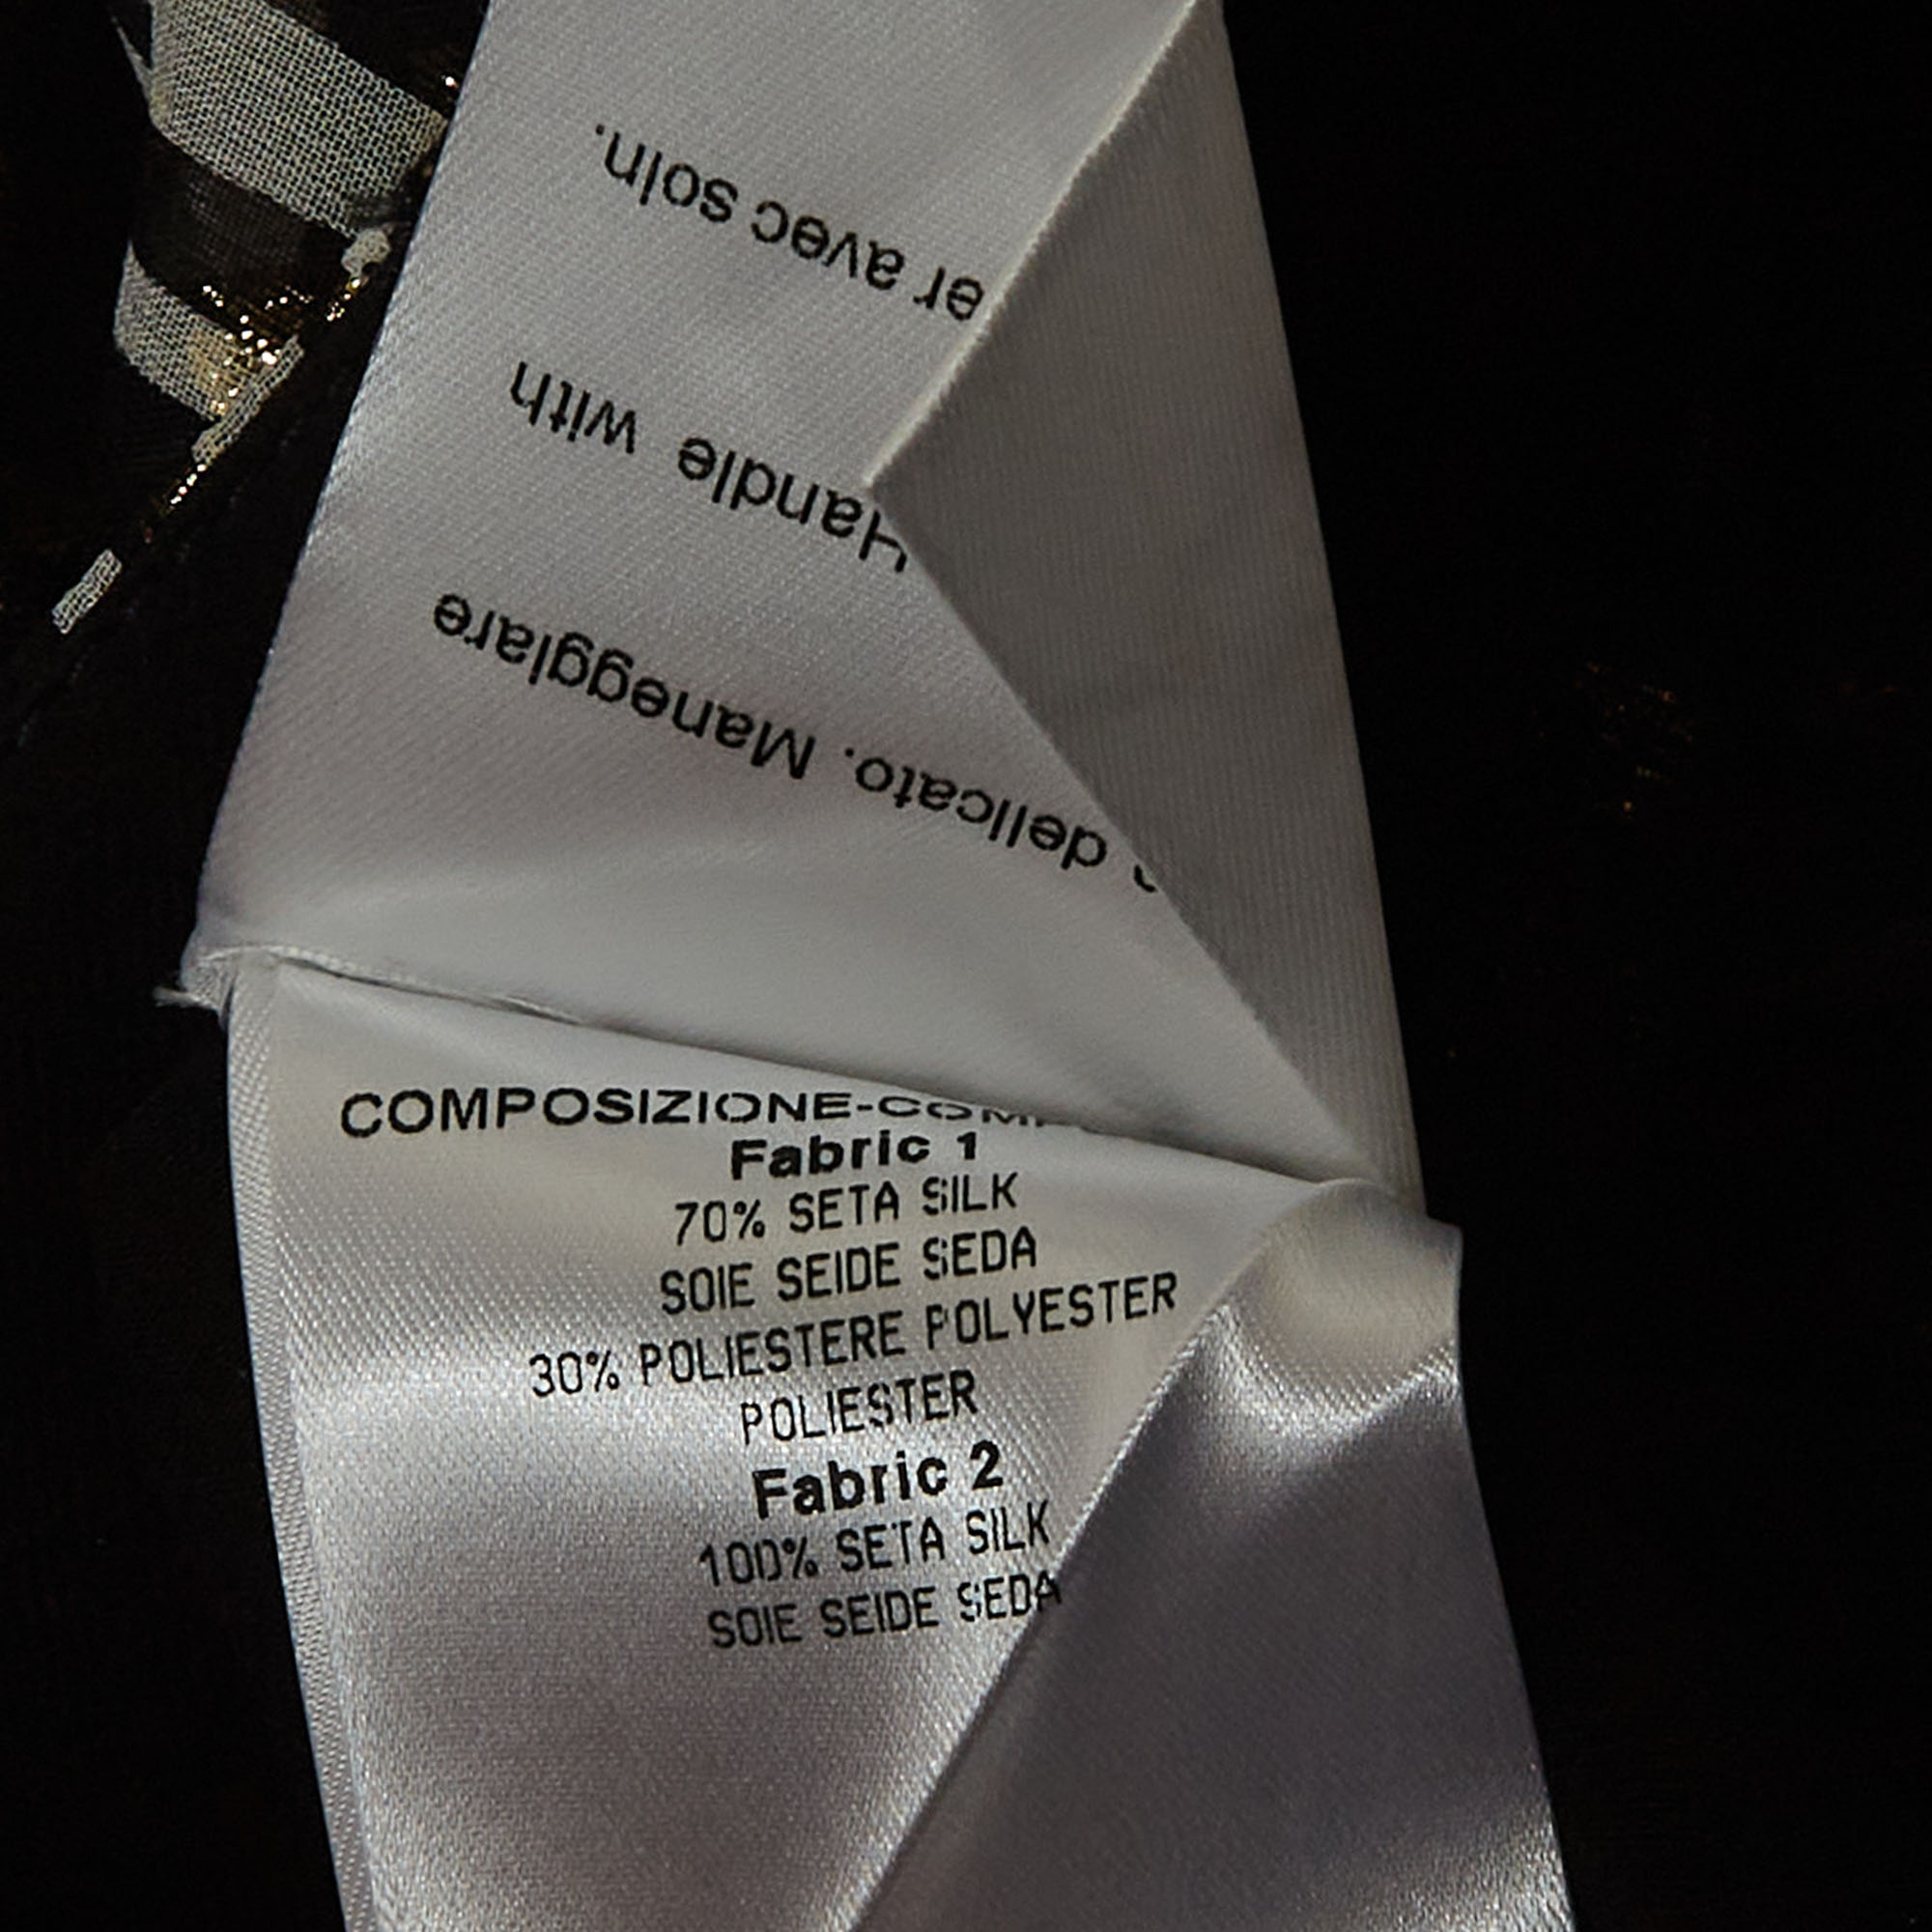 delicato. Maneggiare
Handle with
er avec soin.
COMPOSIZIONE-COM
Fabric 1
70% SETA SILK
SOIE SEIDE SEDA
30% POLIESTERE POLYESTER
POLIESTER
Fabric 2
100% SETA SILK
SOIE SEIDE SEDA